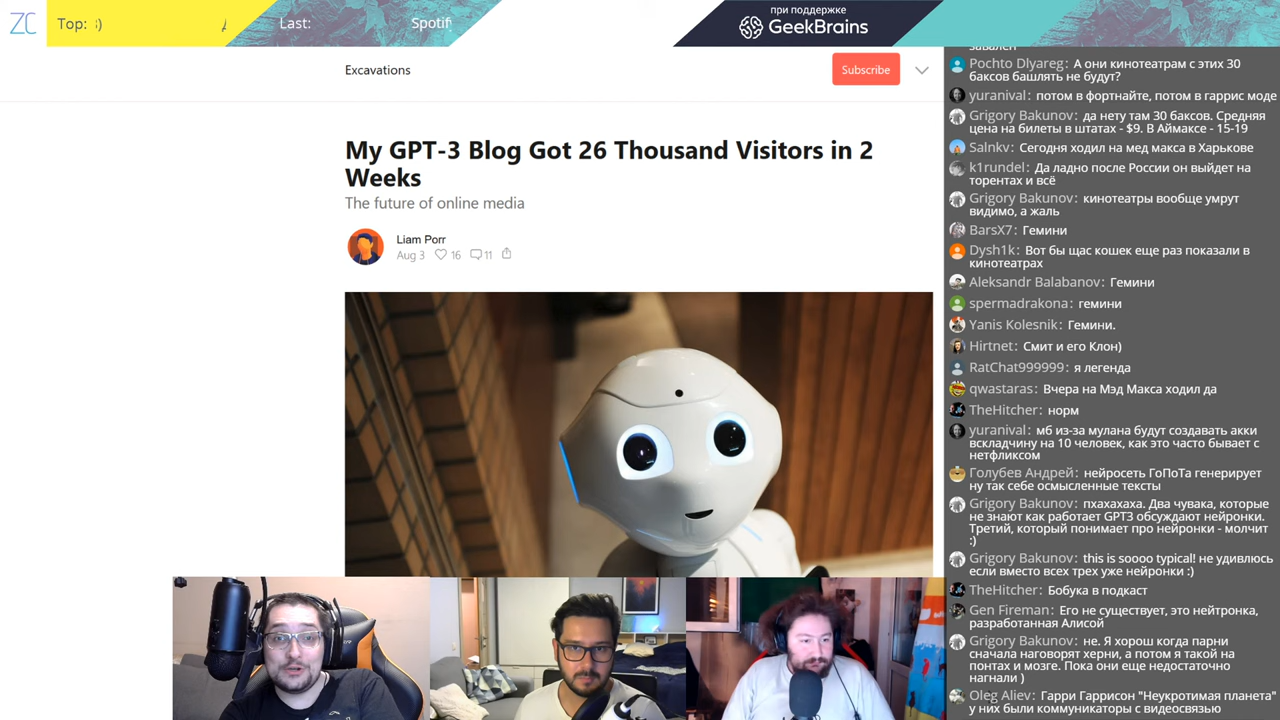 ZC
Top: :)
Last:
Spotif
при поддержке
GeekBrains
Excavations
Subscribe
My GPT-3 Blog Got 26 Thousand Visitors in 2
Weeks
The future of online media
Liam Porr
Aug 3 16 11
завален
Pochto Dlyareg: А они кинотеатрам с этих 30
баксов башлять не будут?
yuranival: потом в фортнайте, потом в гаррис моде
Grigory Bakunov: да нету там 30 баксов. Средняя
цена на билеты в штатах - $9. В Аймаксе - 15-19
Salnkv: Сегодня ходил на мед макса в Харькове
k1rundel: Да ладно после России он выйдет на
торентах и всё
Grigory Bakunov: кинотеатры вообще умрут
видимо, а жаль
BarsX7: Гемини
Dysh1k: Вот бы щас кошек еще раз показали в
кинотеатрах
Aleksandr Balabanov: Гемини
spermadrakona: гемини
Yanis Kolesnik: Гемини.
Hirtnet: Смит и его Клон)
RatChat999999: я легенда
qwastaras: Вчера на Мэд Макса ходил да
TheHitcher: норм
yuranival: мб из-за мулана будут создавать акки
вскладчину на 10 человек, как это часто бывает с
нетфликсом
Голубев Андрей: нейросеть ГоПоТа генерирует
ну так себе осмысленные тексты
Grigory Bakunov: пхахахаха. Два чувака, которые
не знают как работает GPT3 обсуждают нейронки.
Третий, который понимает про нейронки - молчит
:)
Grigory Bakunov: this is soooo typical! не удивлюсь
если вместо всех трех уже нейронки :)
TheHitcher: Бобука в подкаст
Gen Fireman: Его не существует, это нейтронка,
разработанная Алисой
Grigory Bakunov: не. Я хорош когда парни
сначала наговорят херни, а потом я такой на
понтах и мозге. Пока они еще недостаточно
нагнали )
Oleg Aliev: Гарри Гаррисон "Неукротимая планета"
у них были коммуникаторы с видеосвязью